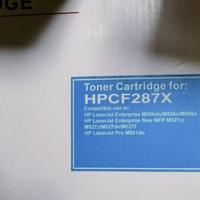 DGE
Toner Cartridge for:
HPCF287X
Compatible use in:
HP LaserJet Enterprise M506dn/M506x/M506n
HP LaserJet Enterprise flow MFP M527z/
M527c/M527dn/M527f
HP LaserJet Pro M501dn